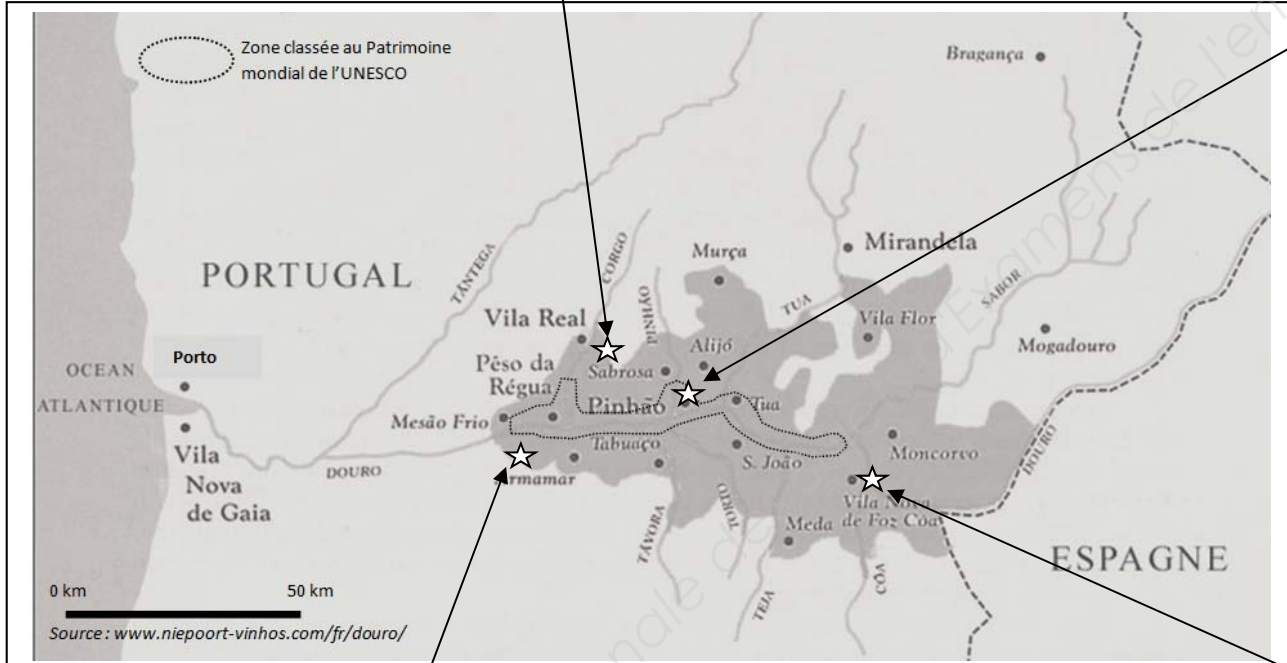 Zone classée au Patrimoine
mondial de l'UNESCO
Bragança
PORTUGAL
TÂNTEGA
CORGO
PINHAO
Murça
Mirandela
TUA
SABOR
Vila Real
Vila Flor
Mogadouro
Alijó
Sabrosa
Porto
Pêso da
Régua
OCEAN
ATLANTIQUE
Pinhão
Tua
Mesão Frio
Tabuaço
S. João
Moncorvo
DOURO
Vila
Nova
de Gaia
DOURO
Armamar
Vila Nova
de Foz Côa
TÁVORA
TORTO
Meda
TEJA
CÔA
ESPAGNE
0 km 50 km
Source : www.niepoort-vinhos.com/fr/douro/